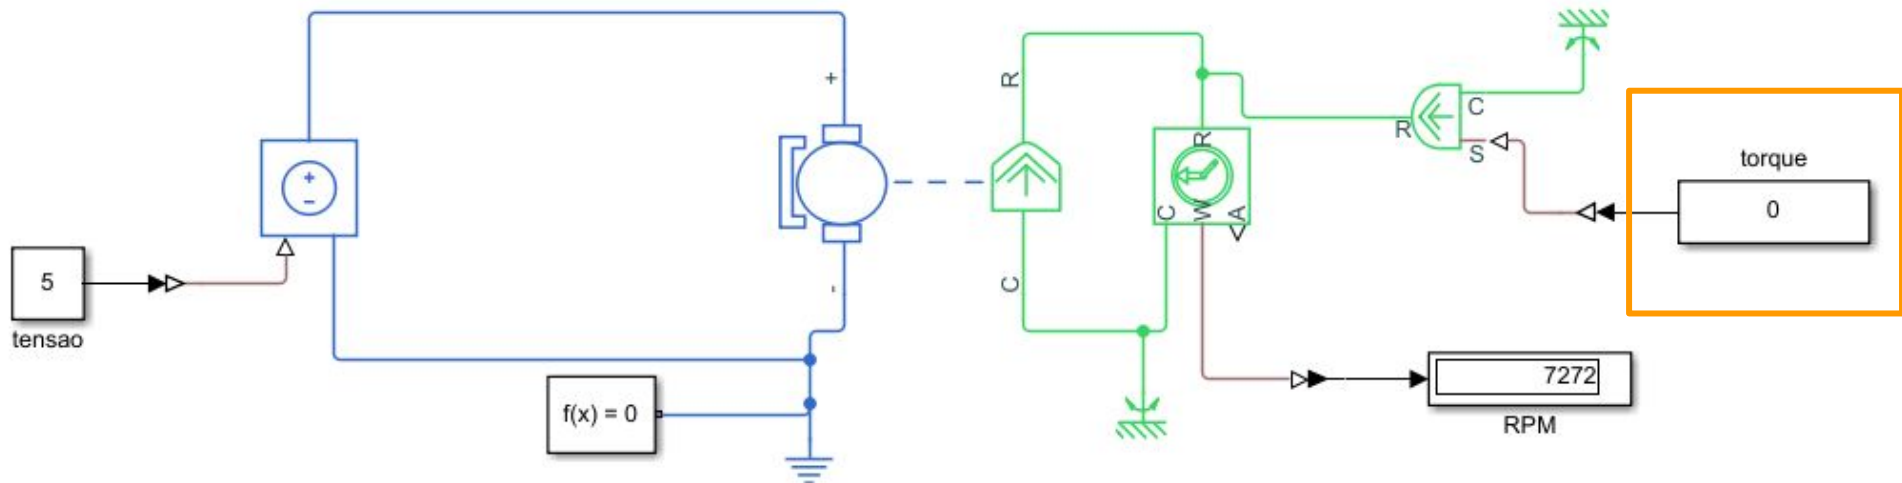 5
tensao
+
−
f(x) = 0
+
-
R
C
R
C
W
A
R
C
S
torque
0
7272
RPM